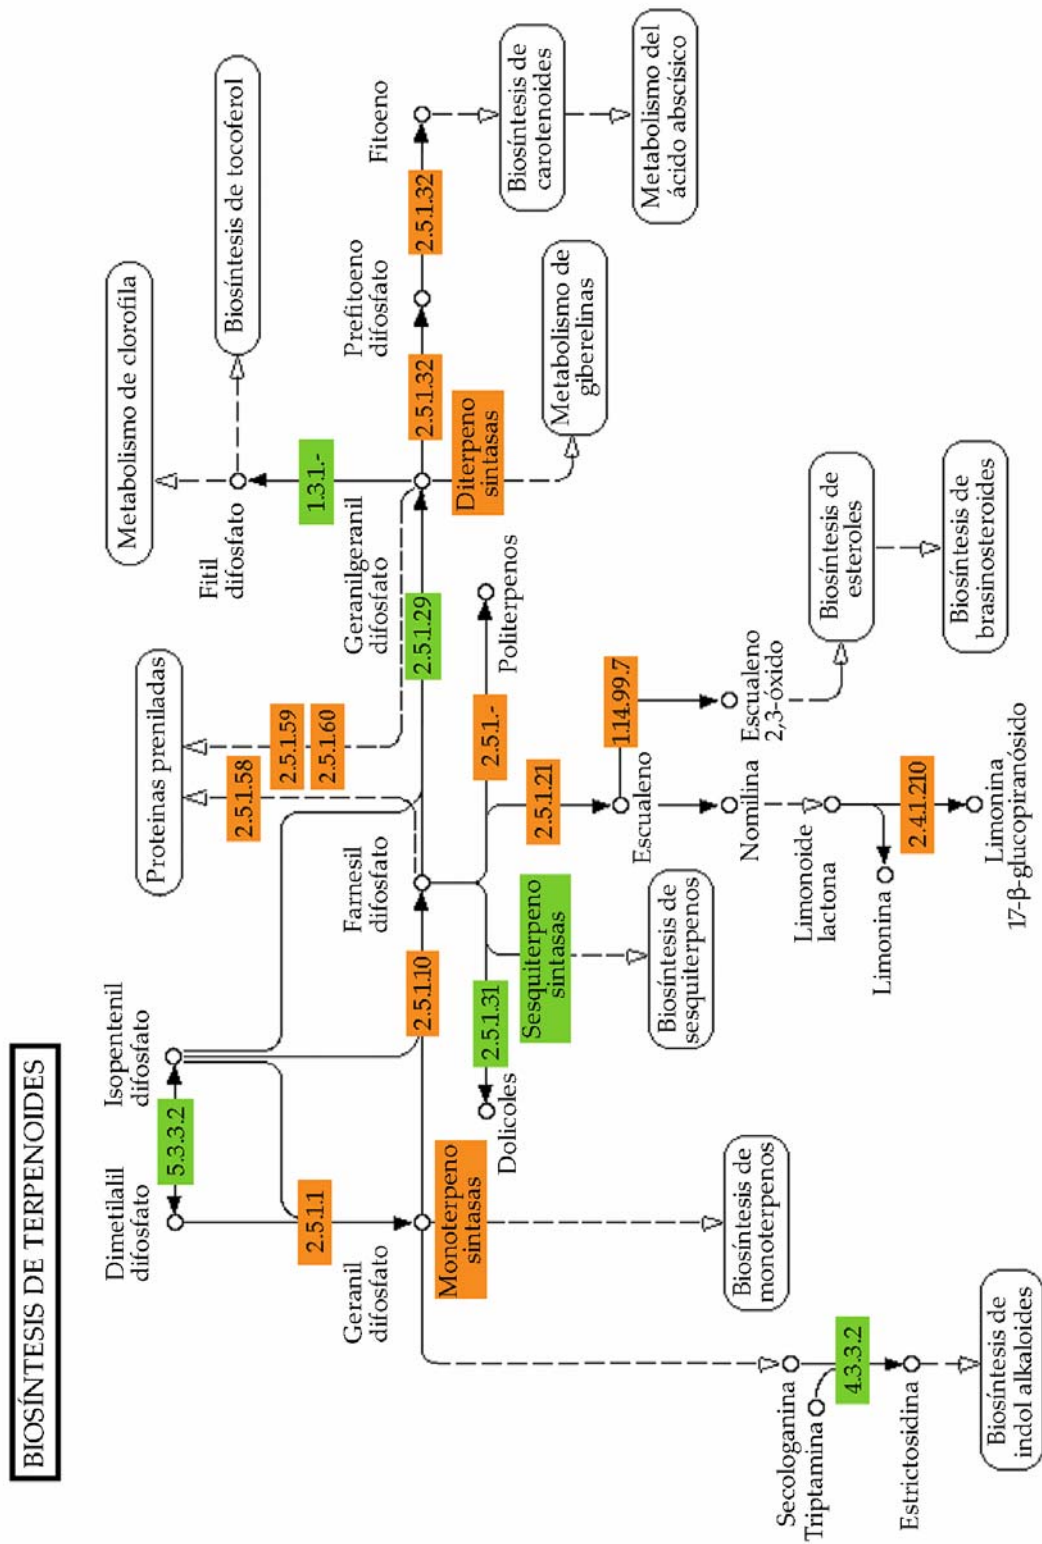 BIOSÍNTESIS DE TERPENOIDES
Dimetilalil
difosfato
5.3.3.2
Isopentenil
difosfato
2.5.1.1
Geranil
difosfato
Monoterpeno
sintasas
Biosíntesis de
monoterpenos
Secologanina
Triptamina
4.3.3.2
Estrictosidina
Biosíntesis de
indol alkaloides
2.5.1.10
Farnesil
difosfato
2.5.1.31
Dolicoles
Sesquiterpeno
sintasas
Biosíntesis de
sesquiterpenos
Proteinas preniladas
2.5.1.58
2.5.1.59
2.5.1.60
2.5.1.-
Politerpenos
2.5.1.21
Escualeno
1.14.99.7
Escualeno
2,3-óxido
Biosíntesis de
esteroles
Biosíntesis de
brasinosteroides
Nomilina
Limonoide
lactona
Limonina
2.4.1.210
Limonina
17-β-glucopiranósido
2.5.1.29
Geranilgeranil
difosfato
1.3.1.-
Fitil
difosfato
Metabolismo de clorofila
Biosíntesis de tocoferol
Diterpeno
sintasas
Metabolismo de
giberelinas
2.5.1.32
Prefitoeno
difosfato
2.5.1.32
Fitoeno
Biosíntesis de
carotenoides
Metabolismo del
ácido abscísico